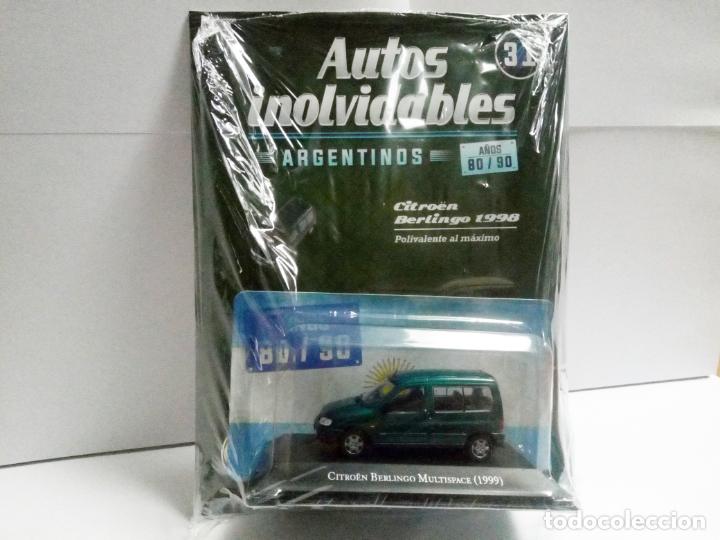 Autos
inolvidables
31
ARGENTINOS
AÑOS
80 / 90
Citroën
Berlingo 1998
Polivalente al máximo
AÑOS
80 / 90
CITROËN BERLINGO MULTISPACE (1999)
todocoleccion